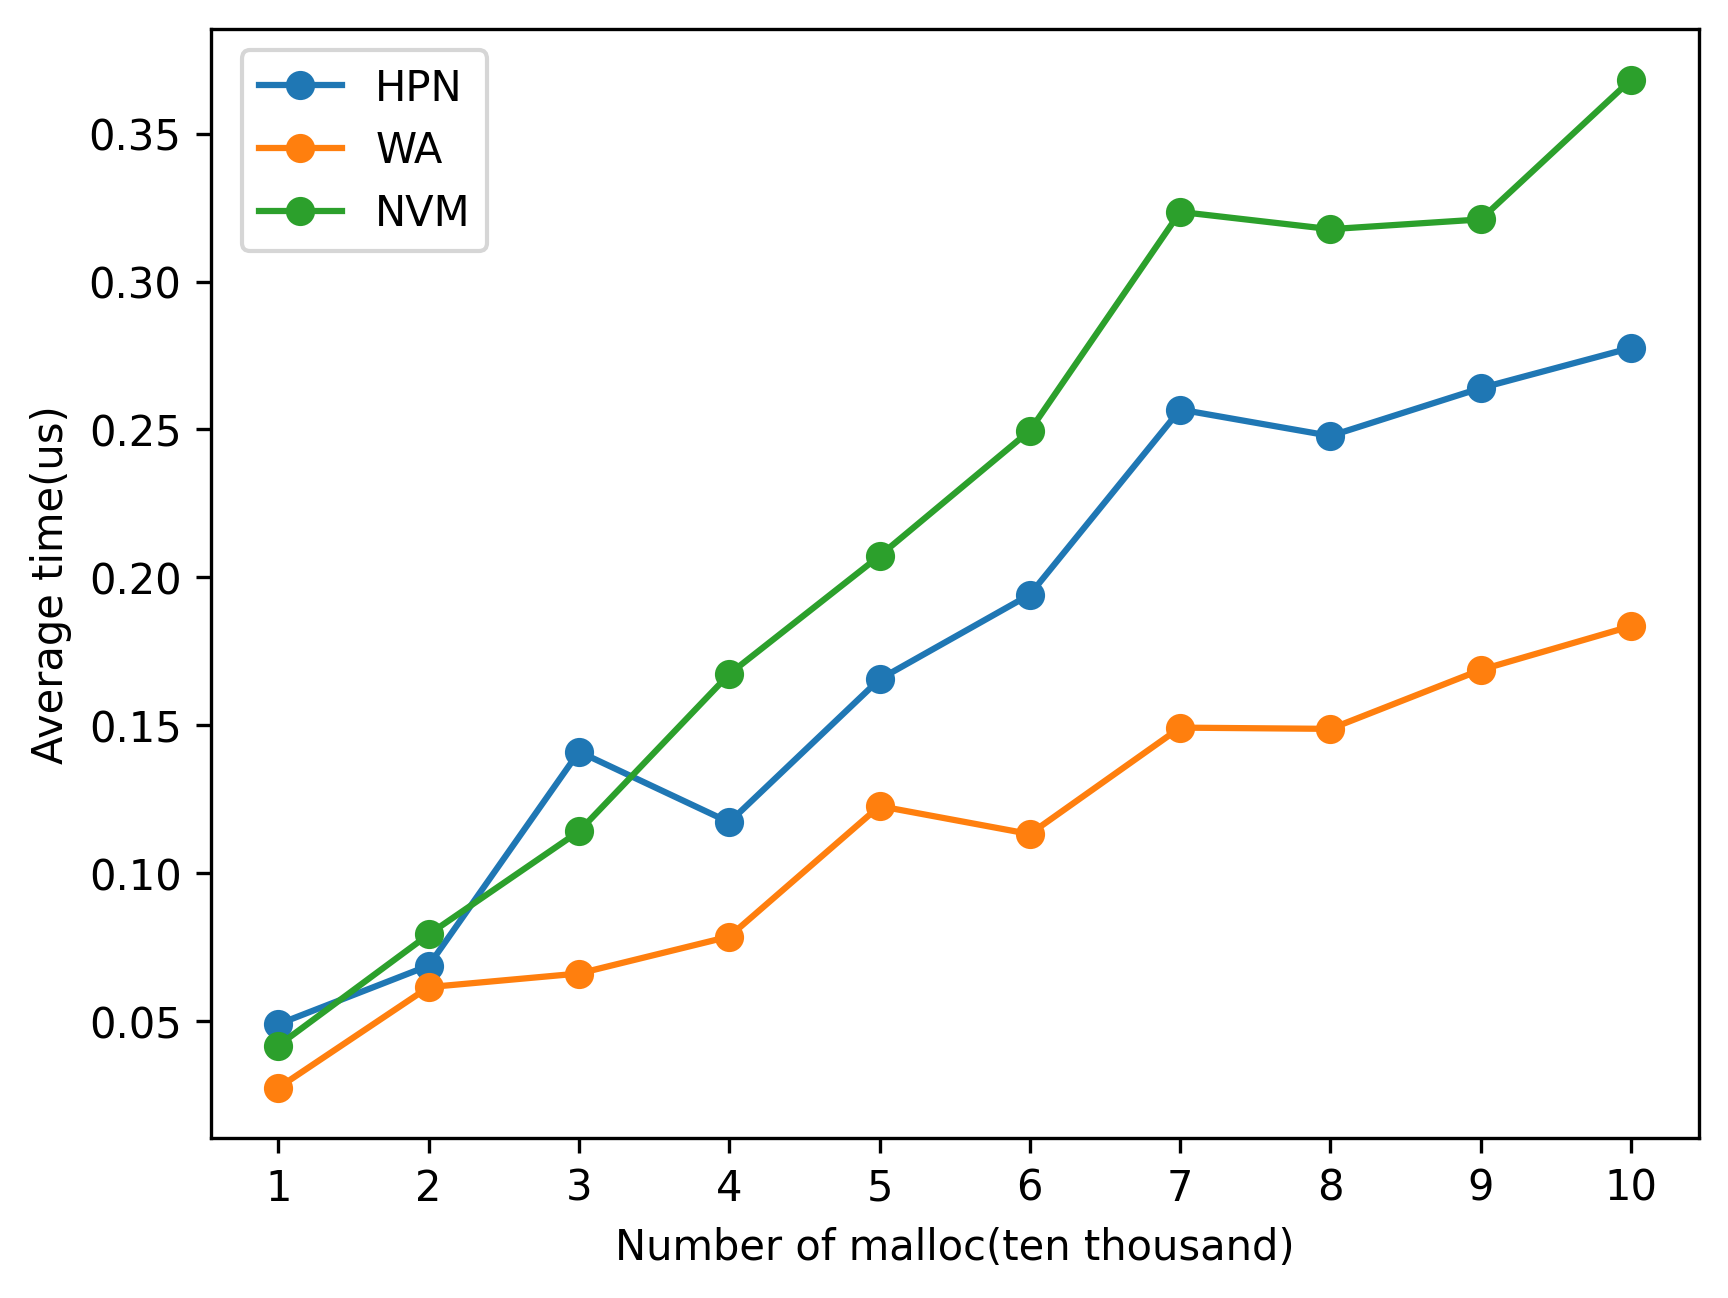 HPN
WA
NVM
0.35
0.30
0.25
0.20
0.15
0.10
0.05
Average time(us)
1 2 3 4 5 6 7 8 9 10
Number of malloc(ten thousand)